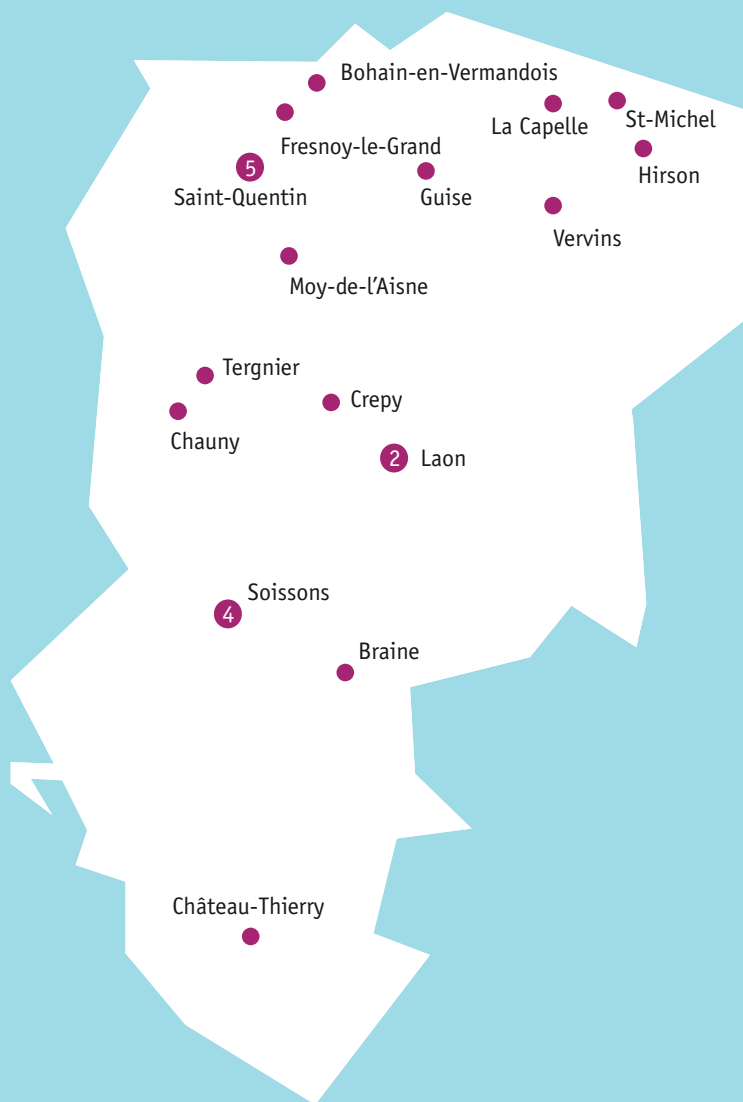 Bohain-en-Vermandois
La Capelle
St-Michel
Fresnoy-le-Grand
5
Saint-Quentin
Guise
Hirson
Vervins
Moy-de-l'Aisne
Tergnier
Crepy
Chauny
2
Laon
Soissons
4
Braine
Château-Thierry